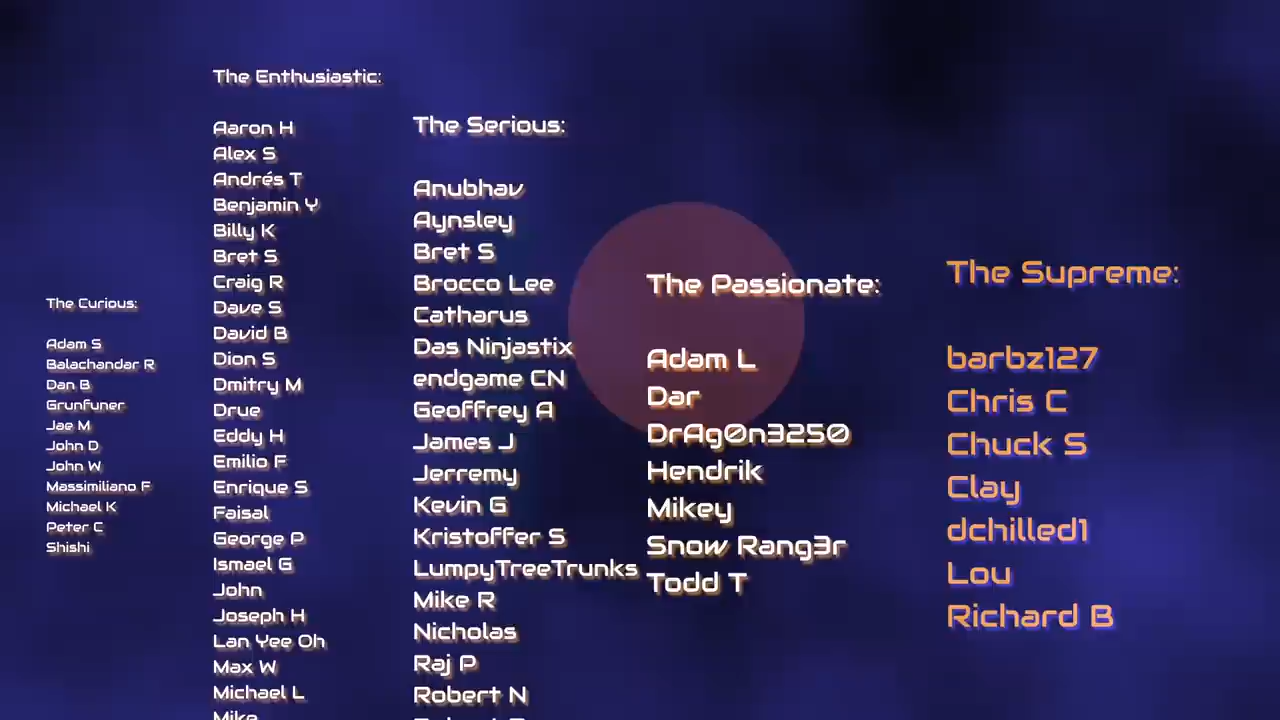 The Curious:
Adam S
Balachandar R
Dan B
Grunfuner
Jae M
John D
John W
Massimiliano F
Michael K
Peter C
Shishi
The Enthusiastic:
Aaron H
Alex S
Andrés T
Benjamin Y
Billy K
Bret S
Craig R
Dave S
David B
Dion S
Dmitry M
Drue
Eddy H
Emilio F
Enrique S
Faisal
George P
Ismael G
John
Joseph H
Lan Yee Oh
Max W
Michael L
Mike
The Serious:
Anubhav
Aynsley
Bret S
Brocco Lee
Catharus
Das Ninjastix
endgame CN
Geoffrey A
James J
Jerremy
Kevin G
Kristoffer S
LumpyTreeTrunks
Mike R
Nicholas
Raj P
Robert N
The Passionate:
Adam L
Dar
DrAg0n3250
Hendrik
Mikey
Snow Rang3r
Todd T
The Supreme:
barbz127
Chris C
Chuck S
Clay
dchilled1
Lou
Richard B